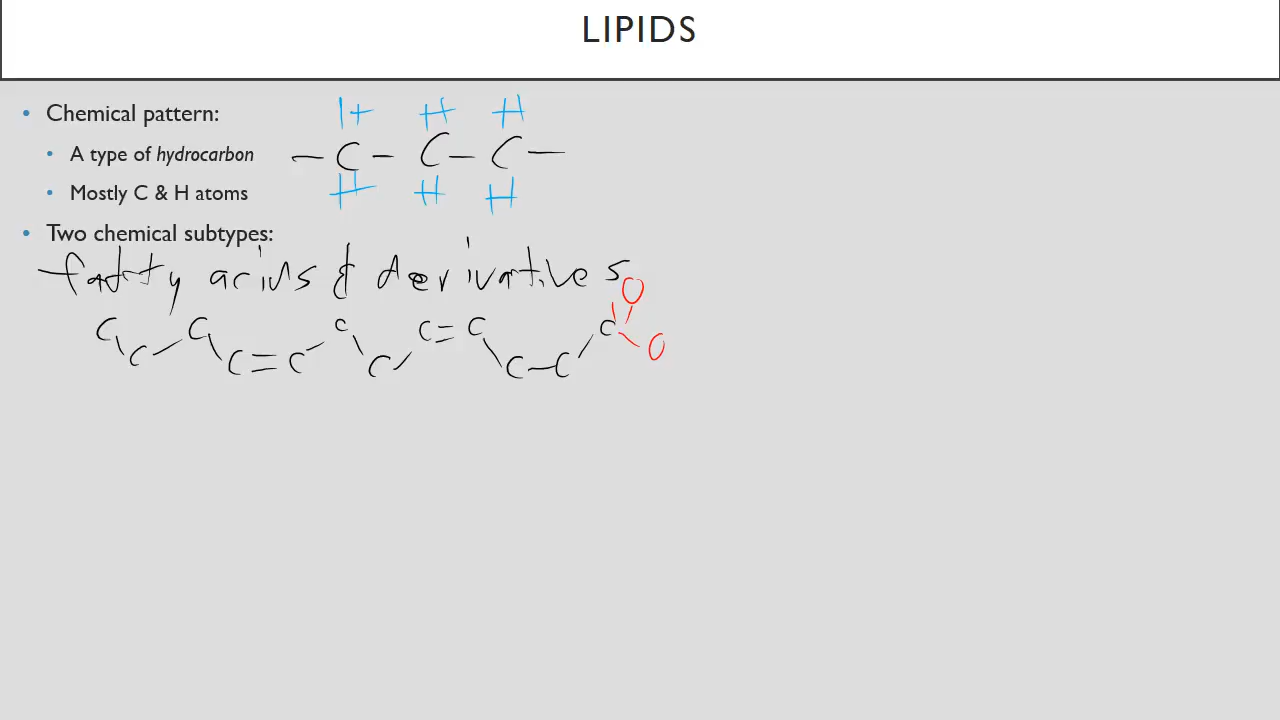 LIPIDS
• Chemical pattern:
• A type of hydrocarbon
• Mostly C & H atoms
H H H
— C — C — C —
H H H
• Two chemical subtypes:
- fatty acids & derivatives
C C C C=C C O
C C=C C C—C O